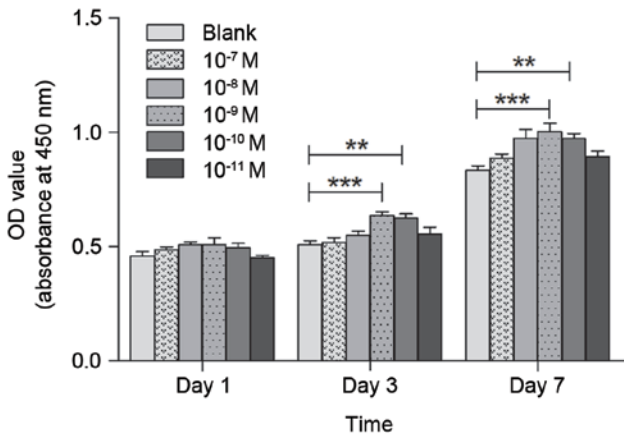 1.5
1.0
0.5
0.0
OD value
(absorbance at 450 nm)
Blank
10⁻⁷ M
10⁻⁸ M
10⁻⁹ M
10⁻¹⁰ M
10⁻¹¹ M
**
***
**
***
Day 1 Day 3 Day 7
Time